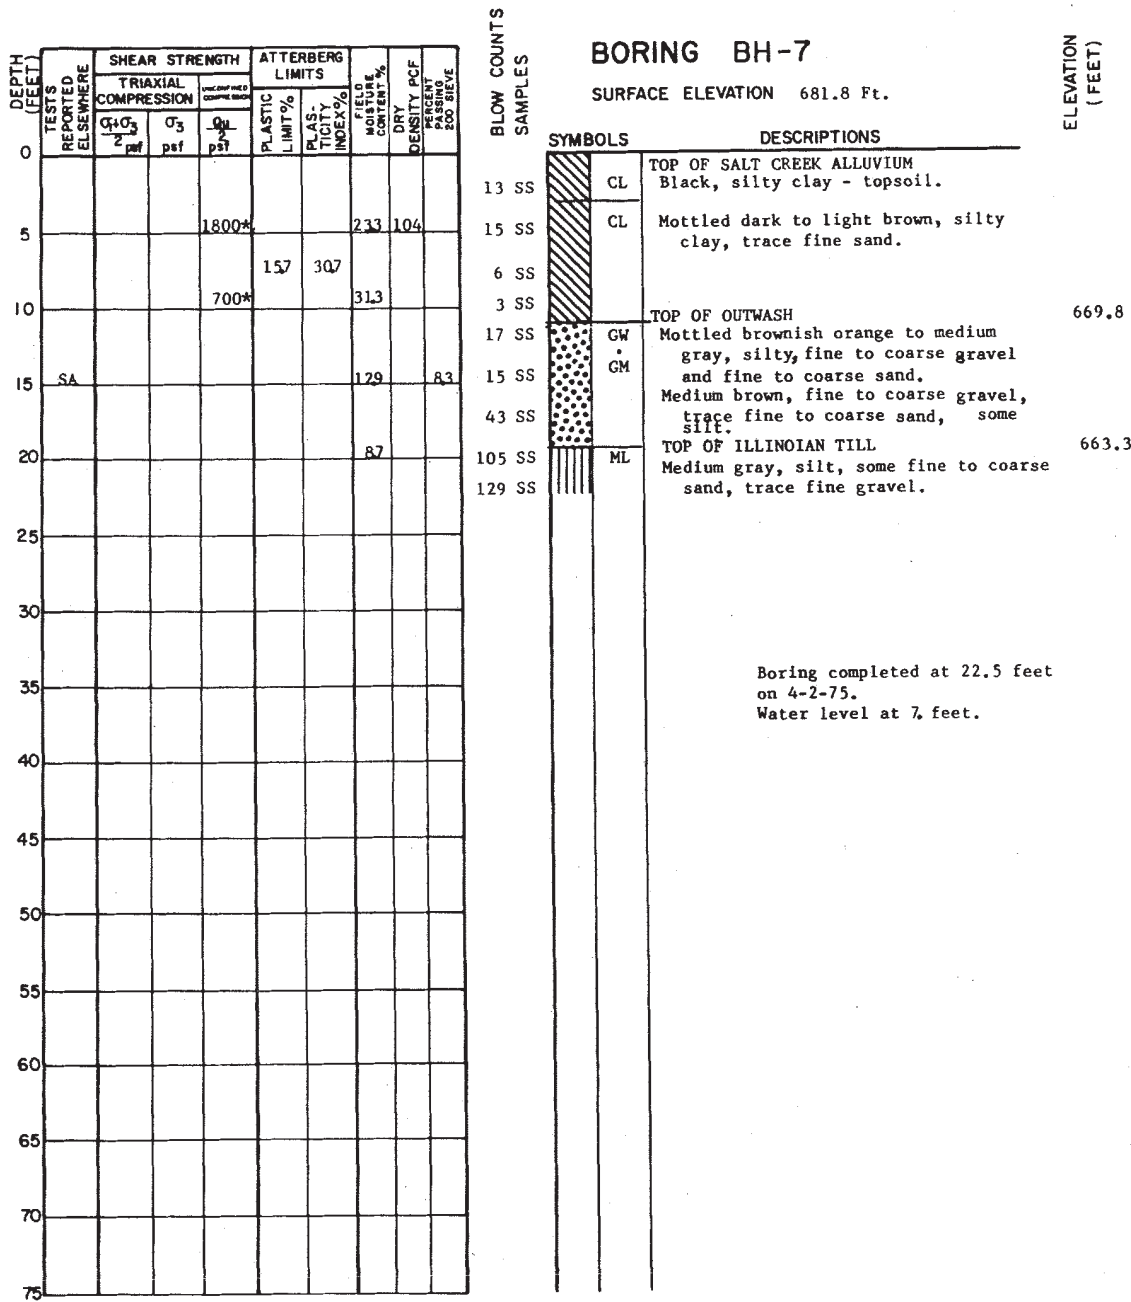 BORING BH-7
SURFACE ELEVATION 681.8 Ft.
DEPTH (FEET)
TESTS REPORTED ELSEWHERE
SHEAR STRENGTH
TRIAXIAL COMPRESSION
UNCONFINED COMPRESSION
σ1+σ3
2 psf
σ3
psf
Qu
2
psf
ATTERBERG LIMITS
PLASTIC LIMIT%
PLAS-
TICITY
INDEX%
FIELD MOISTURE CONTENT %
DRY DENSITY PCF
PERCENT PASSING 200 SIEVE
BLOW COUNTS
SAMPLES
SYMBOLS
DESCRIPTIONS
ELEVATION (FEET)
0
TOP OF SALT CREEK ALLUVIUM
13 SS CL Black, silty clay - topsoil.
5 1800* 233 104 15 SS CL Mottled dark to light brown, silty
clay, trace fine sand.
157 307 6 SS
10 700* 313 3 SS
TOP OF OUTWASH 669.8
17 SS GW Mottled brownish orange to medium
. gray, silty, fine to coarse gravel
15 SA 129 83 15 SS GM and fine to coarse sand.
Medium brown, fine to coarse gravel,
43 SS trace fine to coarse sand, some
silt.
TOP OF ILLINOIAN TILL 663.3
20 87 105 SS ML Medium gray, silt, some fine to coarse
129 SS sand, trace fine gravel.
25
30
35
Boring completed at 22.5 feet
on 4-2-75.
Water level at 7. feet.
40
45
50
55
60
65
70
75